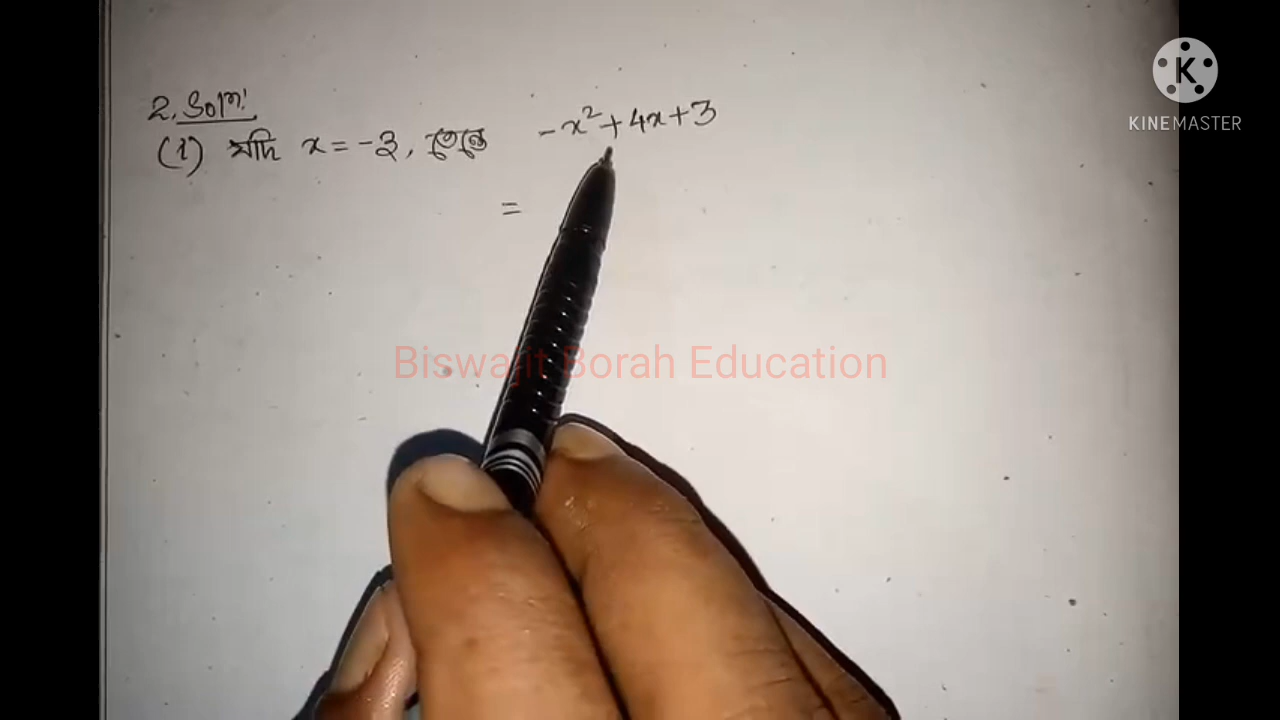 2. Soln:
(i) যদি x = -3, তেন্তে -x² + 4x + 3
=
Biswajit Borah Education
KINEMASTER